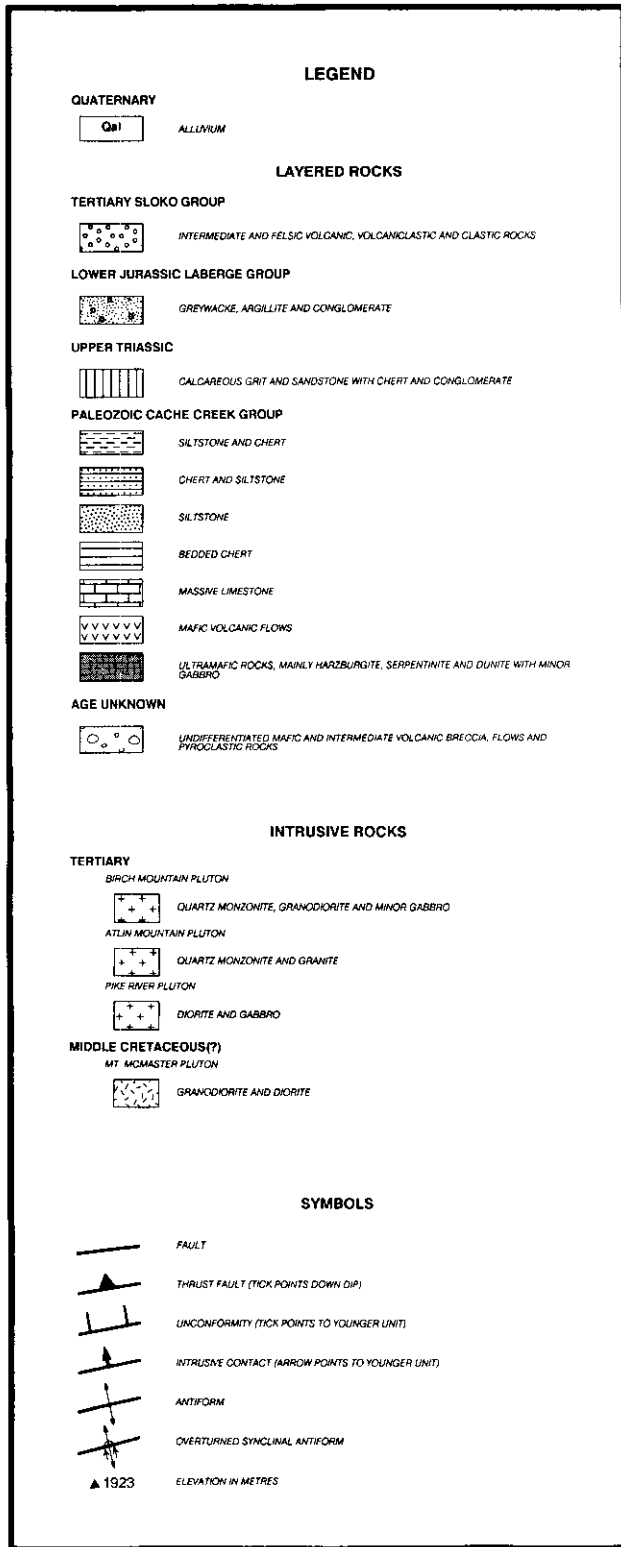 LEGEND
QUATERNARY
Qal ALLUVIUM
LAYERED ROCKS
TERTIARY SLOKO GROUP
INTERMEDIATE AND FELSIC VOLCANIC, VOLCANICLASTIC AND CLASTIC ROCKS
LOWER JURASSIC LABERGE GROUP
GREYWACKE, ARGILLITE AND CONGLOMERATE
UPPER TRIASSIC
CALCAREOUS GRIT AND SANDSTONE WITH CHERT AND CONGLOMERATE
PALEOZOIC CACHE CREEK GROUP
SILTSTONE AND CHERT
CHERT AND SILTSTONE
SILTSTONE
BEDDED CHERT
MASSIVE LIMESTONE
MAFIC VOLCANIC FLOWS
ULTRAMAFIC ROCKS, MAINLY HARZBURGITE, SERPENTINITE AND DUNITE WITH MINOR
GABBRO
AGE UNKNOWN
UNDIFFERENTIATED MAFIC AND INTERMEDIATE VOLCANIC BRECCIA, FLOWS AND
PYROCLASTIC ROCKS
INTRUSIVE ROCKS
TERTIARY
BIRCH MOUNTAIN PLUTON
QUARTZ MONZONITE, GRANODIORITE AND MINOR GABBRO
ATLIN MOUNTAIN PLUTON
QUARTZ MONZONITE AND GRANITE
PIKE RIVER PLUTON
DIORITE AND GABBRO
MIDDLE CRETACEOUS(?)
MT. MCMASTER PLUTON
GRANODIORITE AND DIORITE
SYMBOLS
FAULT
THRUST FAULT (TICK POINTS DOWN DIP)
UNCONFORMITY (TICK POINTS TO YOUNGER UNIT)
INTRUSIVE CONTACT (ARROW POINTS TO YOUNGER UNIT)
ANTIFORM
OVERTURNED SYNCLINAL ANTIFORM
▲ 1923 ELEVATION IN METRES